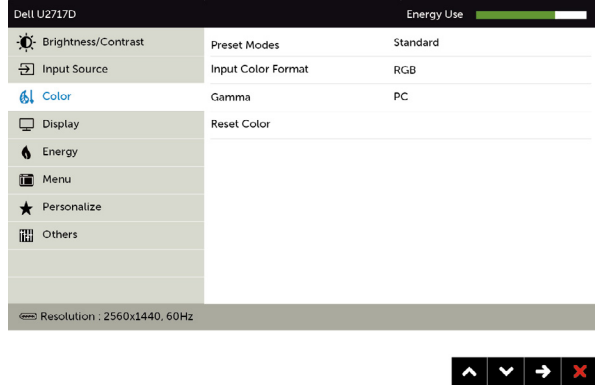 Dell U2717D Energy Use
Brightness/Contrast Preset Modes Standard
Input Source Input Color Format RGB
Color Gamma PC
Display Reset Color
Energy
Menu
Personalize
Others
Resolution : 2560x1440, 60Hz